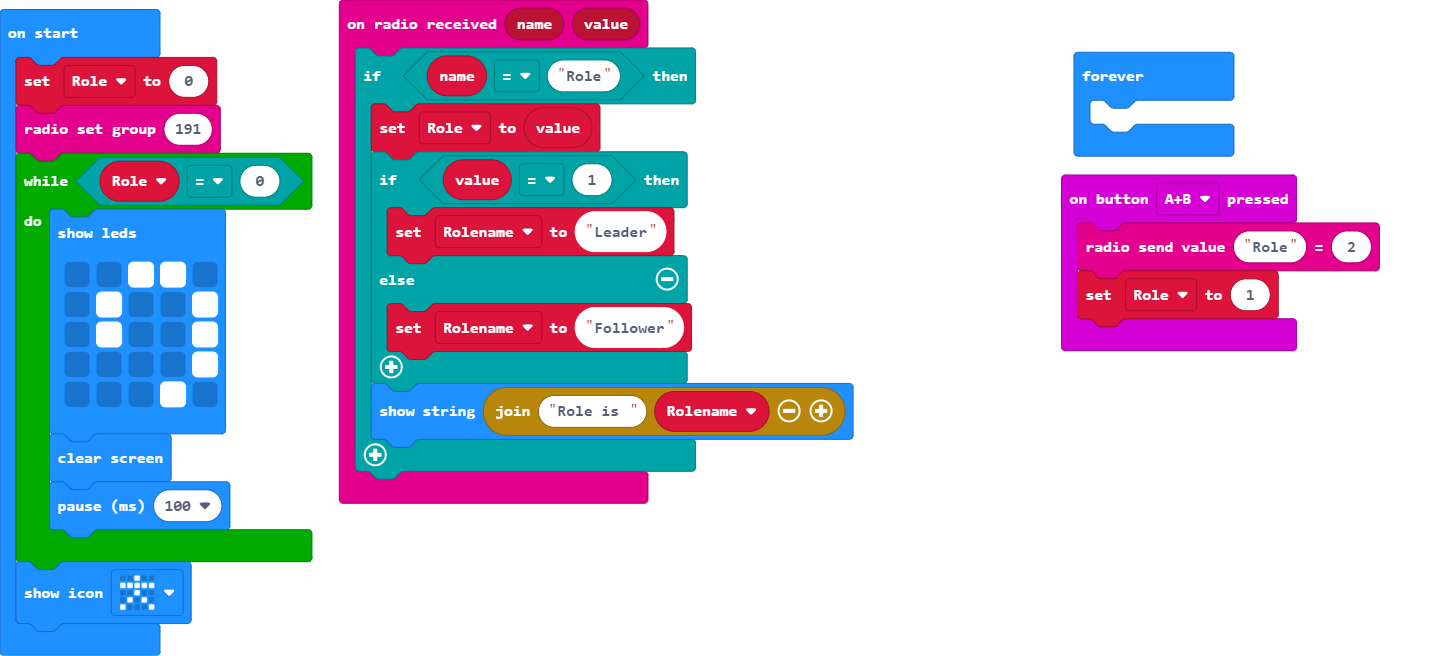 on start
set Role to 0
radio set group 191
while Role = 0
do
show leds
clear screen
pause (ms) 100
show icon
on radio received name value
if name = "Role" then
set Role to value
if value = 1 then
set Rolename to "Leader"
else
set Rolename to "Follower"
show string join "Role is " Rolename
forever
on button A+B pressed
radio send value "Role" = 2
set Role to 1